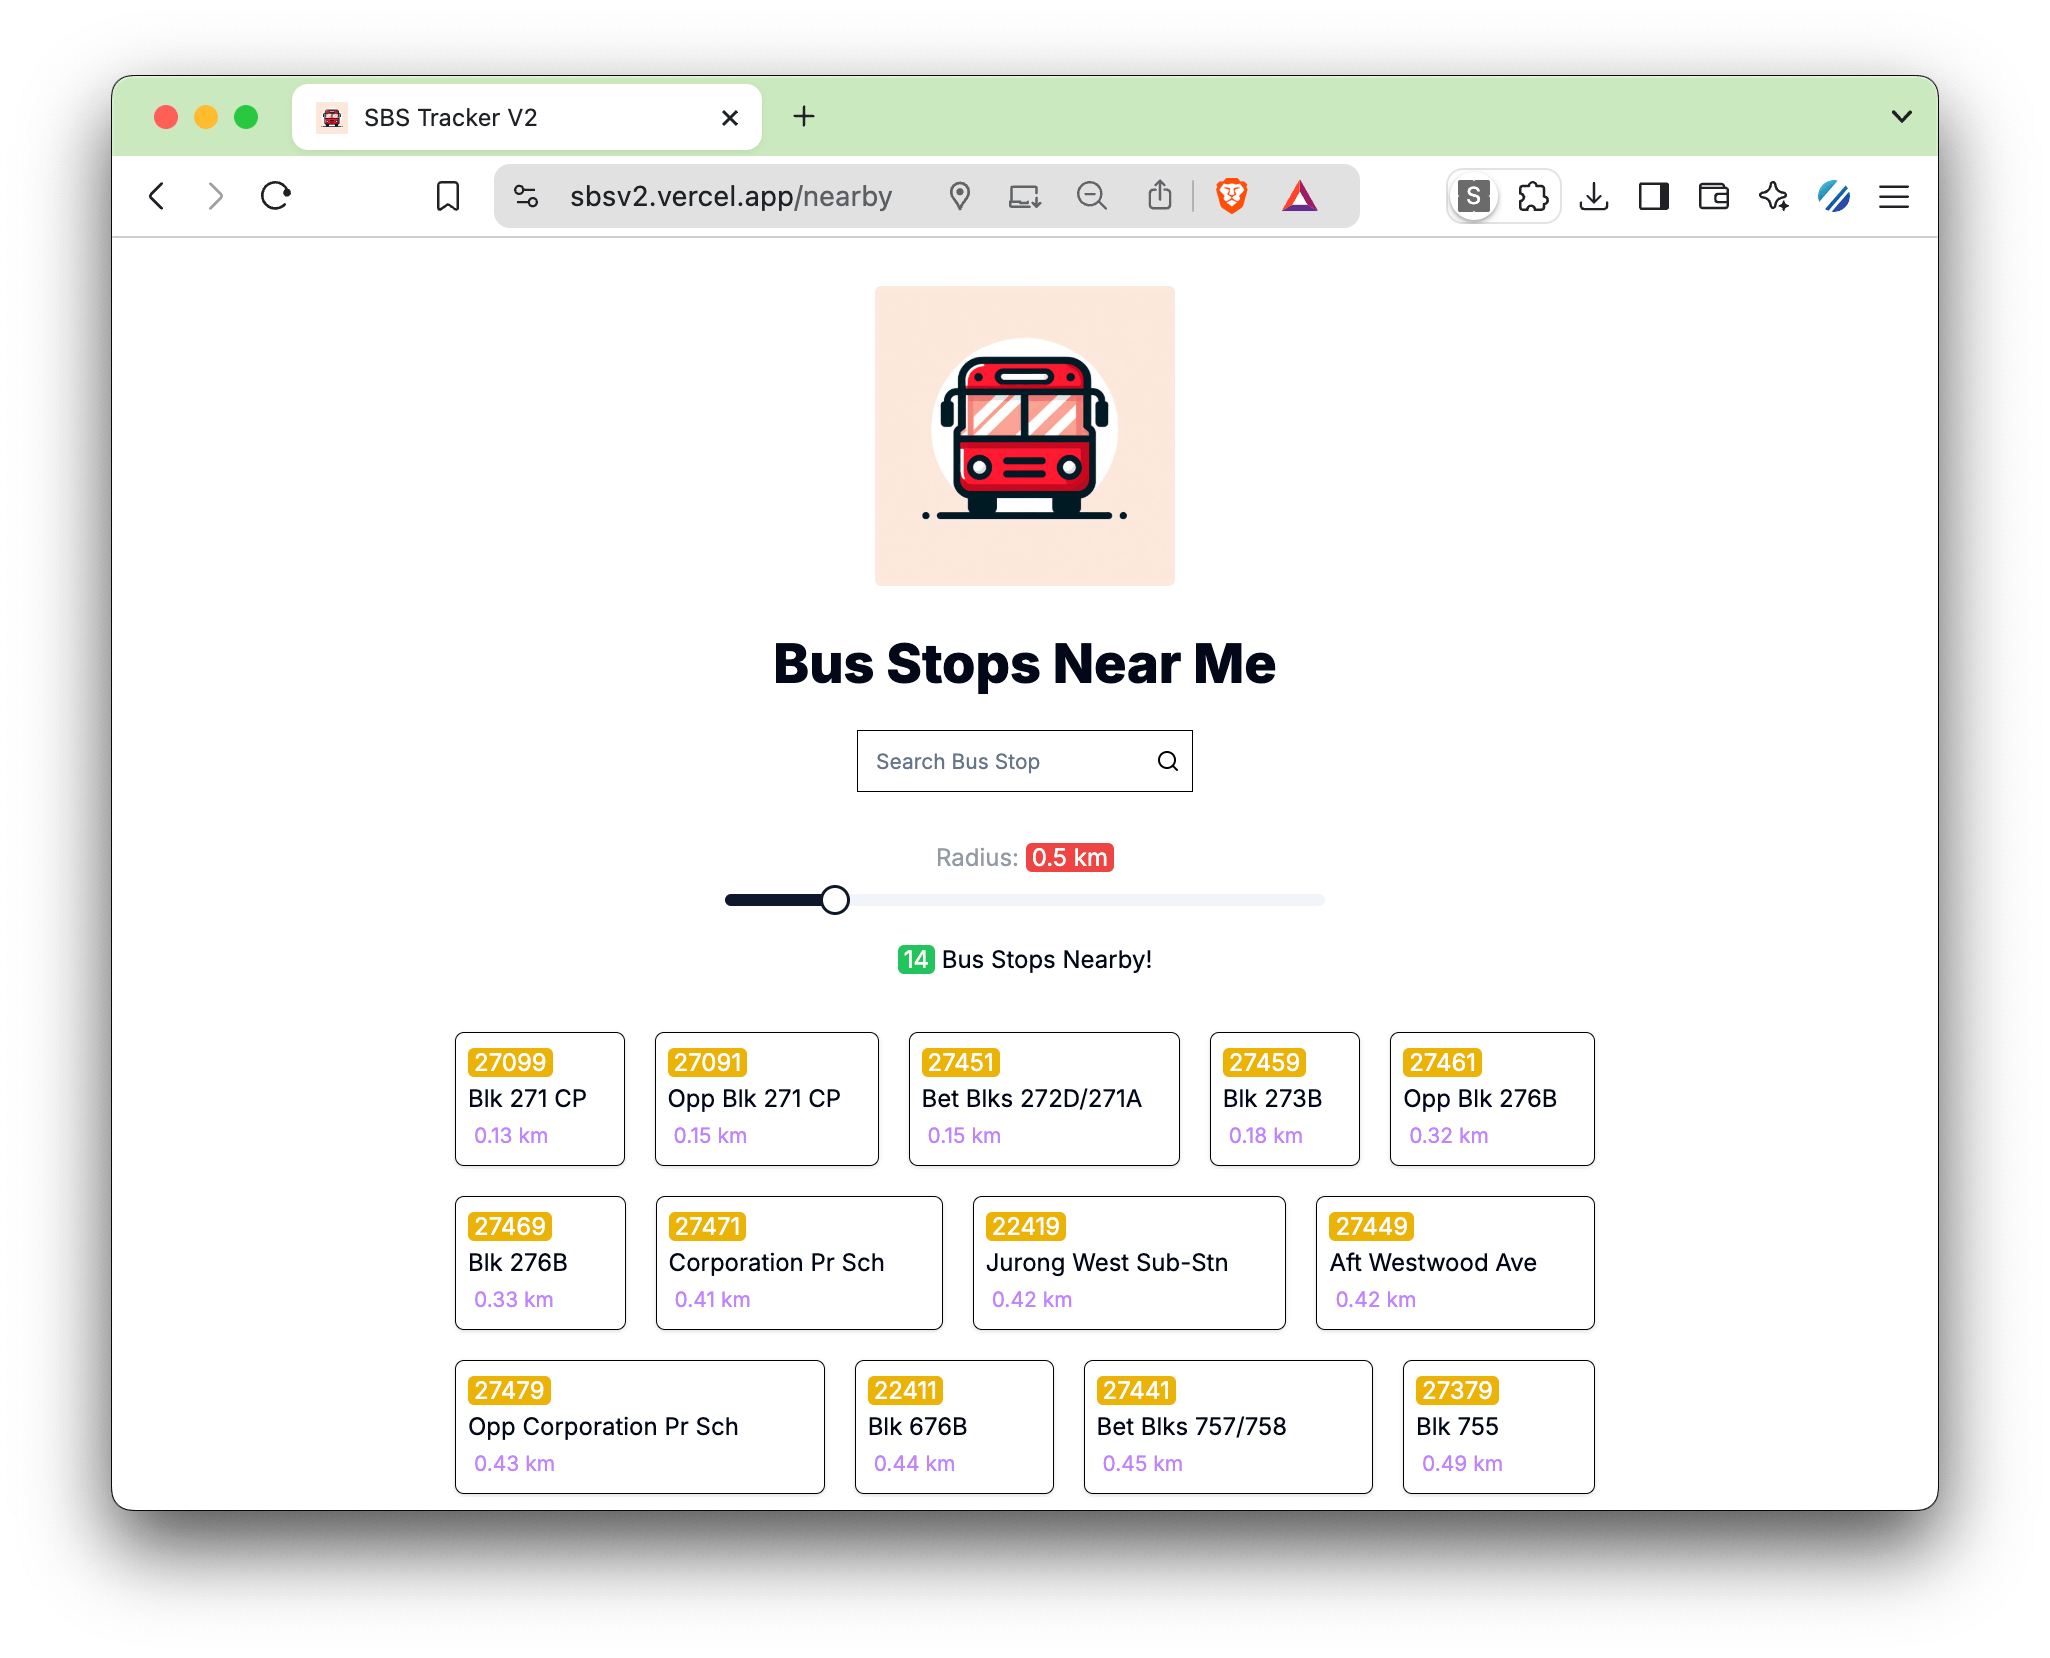 SBS Tracker V2
sbsv2.vercel.app/nearby
S
Bus Stops Near Me
Search Bus Stop
Radius: 0.5 km
14 Bus Stops Nearby!
27099
Blk 271 CP
0.13 km
27091
Opp Blk 271 CP
0.15 km
27451
Bet Blks 272D/271A
0.15 km
27459
Blk 273B
0.18 km
27461
Opp Blk 276B
0.32 km
27469
Blk 276B
0.33 km
27471
Corporation Pr Sch
0.41 km
22419
Jurong West Sub-Stn
0.42 km
27449
Aft Westwood Ave
0.42 km
27479
Opp Corporation Pr Sch
0.43 km
22411
Blk 676B
0.44 km
27441
Bet Blks 757/758
0.45 km
27379
Blk 755
0.49 km